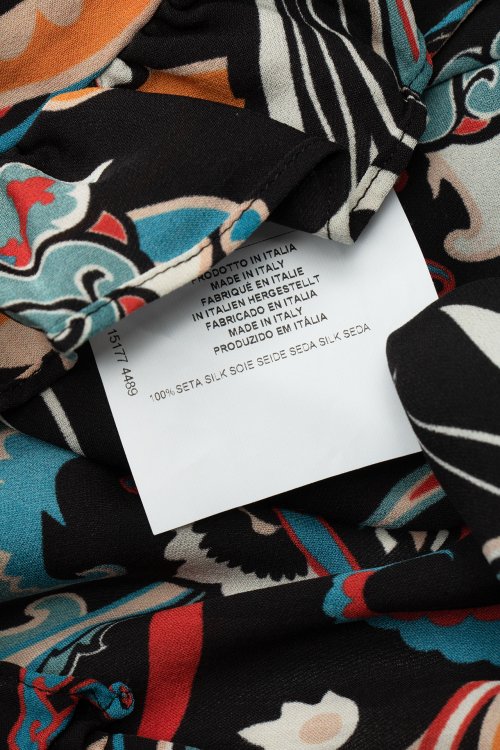 PRODOTTO IN ITALIA
MADE IN ITALY
FABRIQUÉ EN ITALIE
IN ITALIEN HERGESTELLT
FABRICADO EN ITALIA
MADE IN ITALY
PRODUZIDO EM ITÁLIA
100% SETA SILK SOIE SEIDE SEDA SILK SEDA
15177 4489